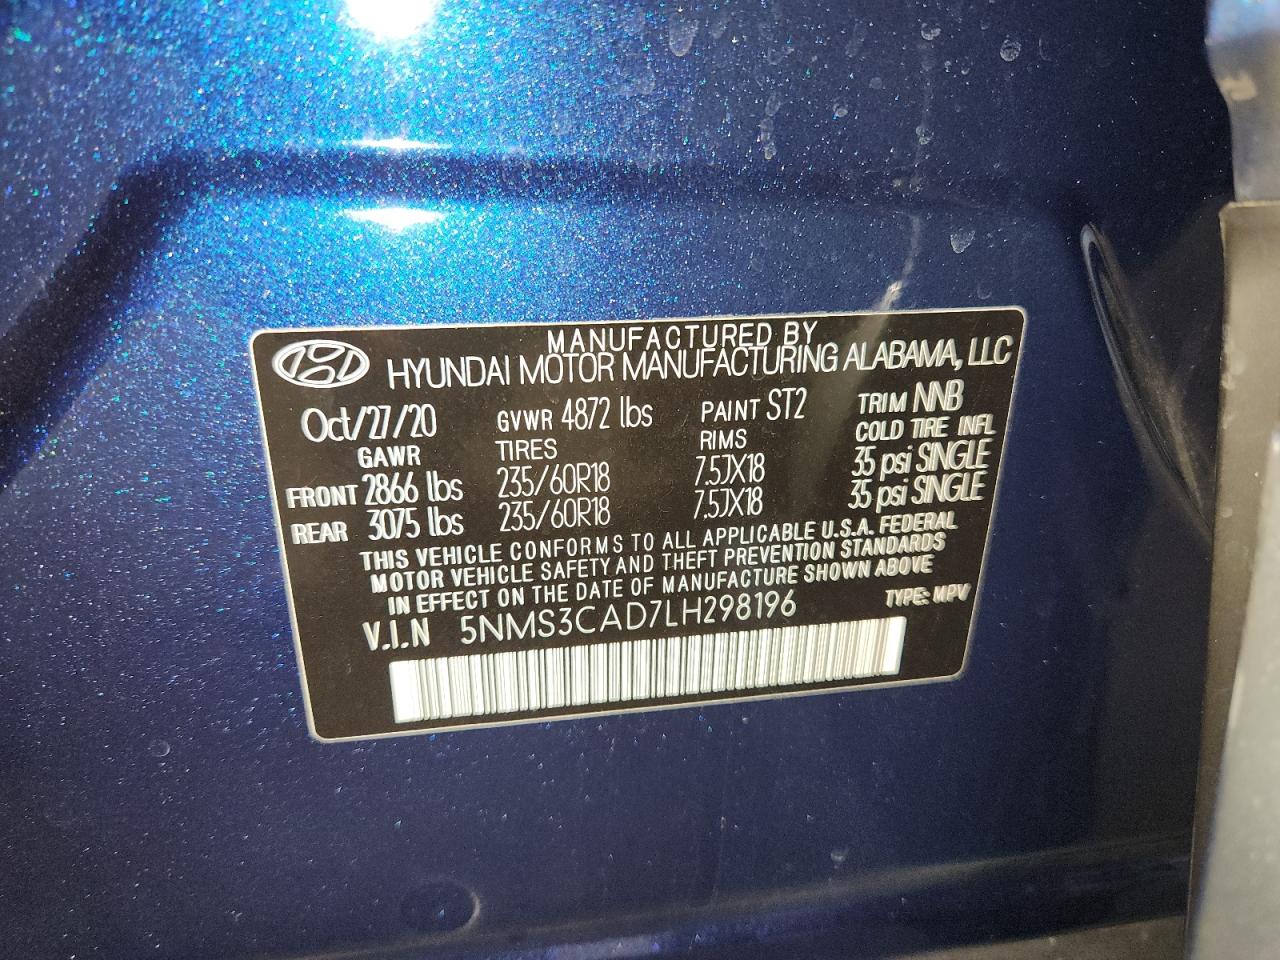 MANUFACTURED BY
HYUNDAI MOTOR MANUFACTURING ALABAMA, LLC
Oct/27/20 GVWR 4872 lbs PAINT ST2 TRIM NNB
GAWR TIRES RIMS COLD TIRE INFL
FRONT 2866 lbs 235/60R18 7.5JX18 35 psi SINGLE
REAR 3075 lbs 235/60R18 7.5JX18 35 psi SINGLE
THIS VEHICLE CONFORMS TO ALL APPLICABLE U.S.A. FEDERAL
MOTOR VEHICLE SAFETY AND THEFT PREVENTION STANDARDS
IN EFFECT ON THE DATE OF MANUFACTURE SHOWN ABOVE
V.I.N 5NMS3CAD7LH298196 TYPE: MPV